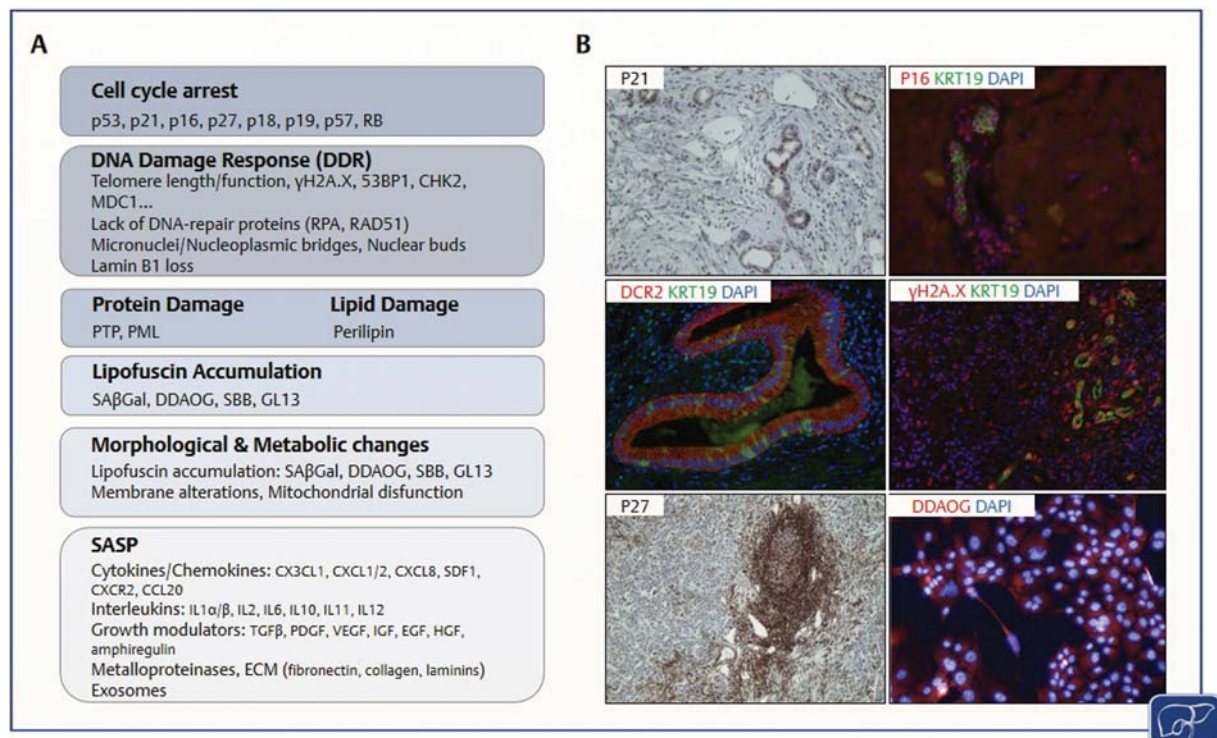 A
Cell cycle arrest
p53, p21, p16, p27, p18, p19, p57, RB
DNA Damage Response (DDR)
Telomere length/function, γH2A.X, 53BP1, CHK2,
MDC1...
Lack of DNA-repair proteins (RPA, RAD51)
Micronuclei/Nucleoplasmic bridges, Nuclear buds
Lamin B1 loss
Protein Damage
PTP, PML
Lipid Damage
Perilipin
Lipofuscin Accumulation
SAβGal, DDAOG, SBB, GL13
Morphological & Metabolic changes
Lipofuscin accumulation: SAβGal, DDAOG, SBB, GL13
Membrane alterations, Mitochondrial disfunction
SASP
Cytokines/Chemokines: CX3CL1, CXCL1/2, CXCL8, SDF1,
CXCR2, CCL20
Interleukins: IL1α/β, IL2, IL6, IL10, IL11, IL12
Growth modulators: TGFβ, PDGF, VEGF, IGF, EGF, HGF,
amphiregulin
Metalloproteinases, ECM (fibronectin, collagen, laminins)
Exosomes
B
P21
P16 KRT19 DAPI
DCR2 KRT19 DAPI
γH2A.X KRT19 DAPI
P27
DDAOG DAPI